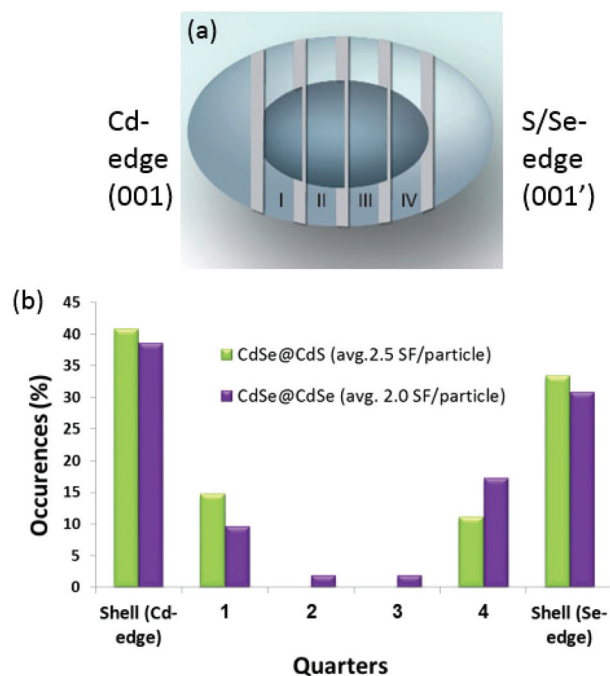 (a)
Cd-
edge
(001)
S/Se-
edge
(001')
I II III IV
(b)
45
40
35
30
25
20
15
10
5
0
Occurences (%)
CdSe@CdS (avg.2.5 SF/particle)
CdSe@CdSe (avg. 2.0 SF/particle)
Shell (Cd-
edge)
1 2 3 4
Shell (Se-
edge)
Quarters